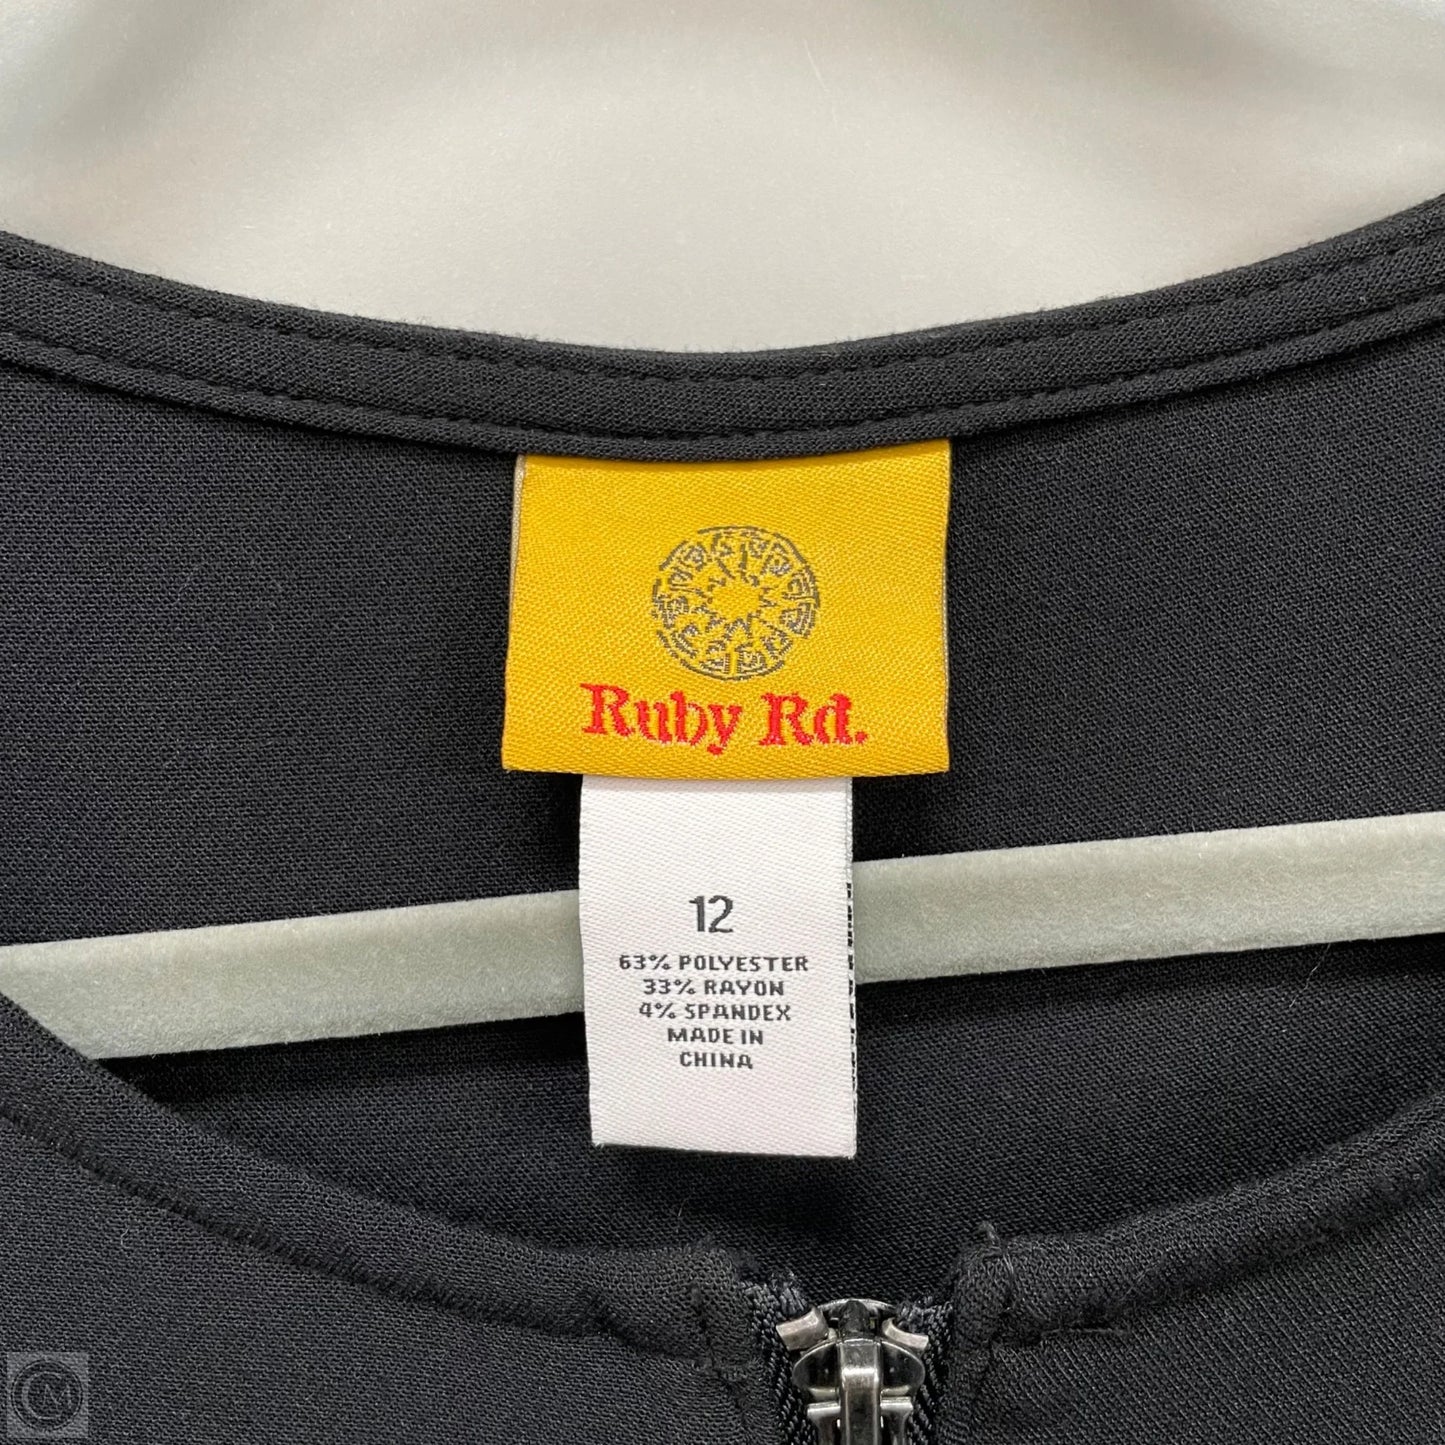 Ruby Rd.
12
63% POLYESTER
33% RAYON
4% SPANDEX
MADE IN
CHINA